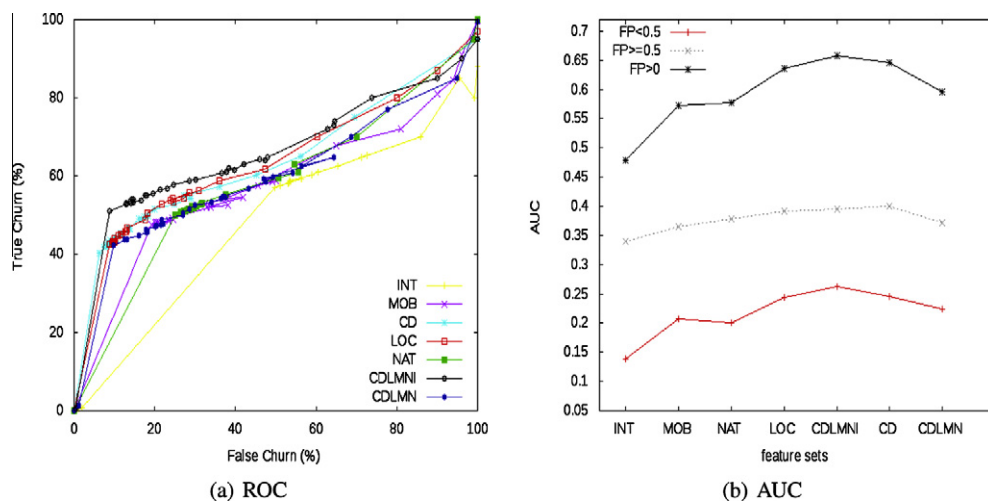 100
80
60
40
20
0
True Churn (%)
INT
MOB
CD
LOC
NAT
CDLMNI
CDLMN
0 20 40 60 80 100
False Churn (%)
(a) ROC
FP<0.5
FP>=0.5
FP>0
0.7
0.65
0.6
0.55
0.5
0.45
0.4
0.35
0.3
0.25
0.2
0.15
0.1
0.05
AUC
INT MOB NAT LOC CDLMNI CD CDLMN
feature sets
(b) AUC